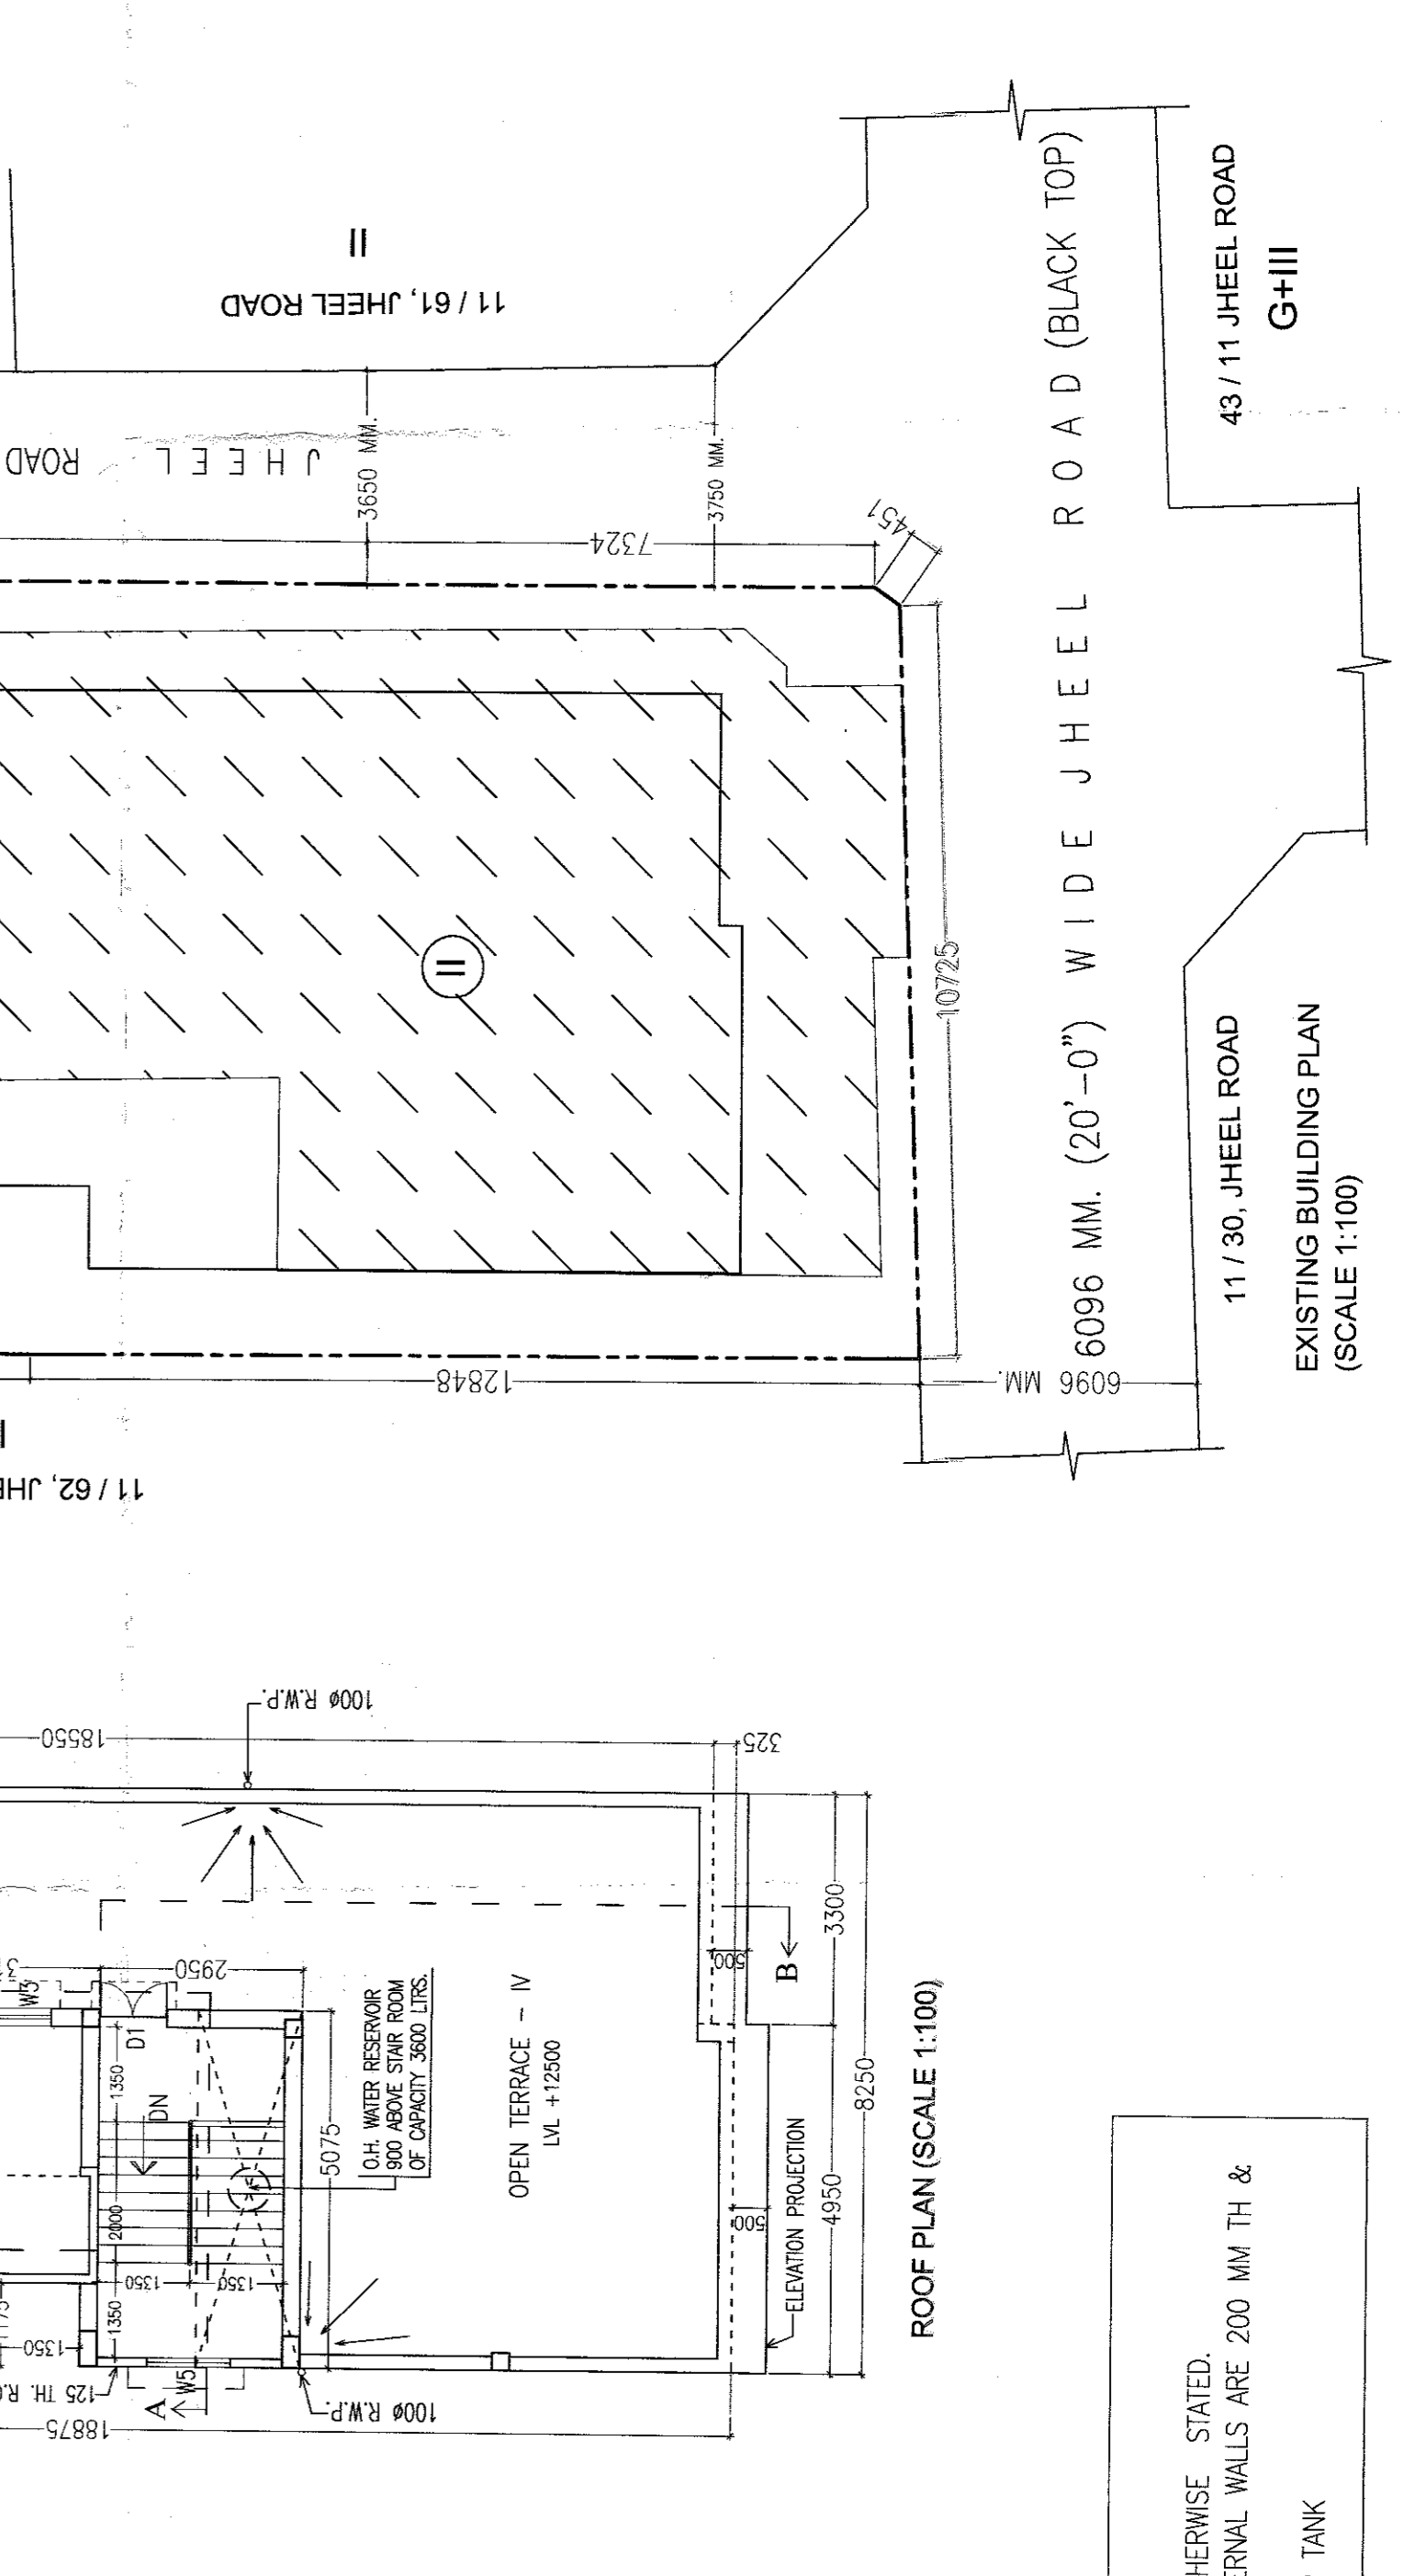 11 / 61, JHEEL ROAD
II
JHEEL ROAD
3650 MM.
3750 MM.
7324
1451
10725
II
12848
6096 MM.
6096 MM. (20'-0") WIDE JHEEL ROAD (BLACK TOP)
43 / 11 JHEEL ROAD
G+III
11 / 30, JHEEL ROAD
EXISTING BUILDING PLAN
(SCALE 1:100)
11 / 62, JHE
100ø R.W.P.
18550
325
3300
500
B
2950
W3
D1
1350
DN
2000
1350
1350
1350
1350
5075
O.H. WATER RESERVOIR
900 ABOVE STAIR ROOM
OF CAPACITY 3600 LTRS.
OPEN TERRACE - IV
LVL +12500
8250
4950
500
ELEVATION PROJECTION
125 TH. R.C
A
W5
100ø R.W.P.
18875
ROOF PLAN (SCALE 1:100)
HERWISE STATED.
ERNAL WALLS ARE 200 MM TH &
TANK